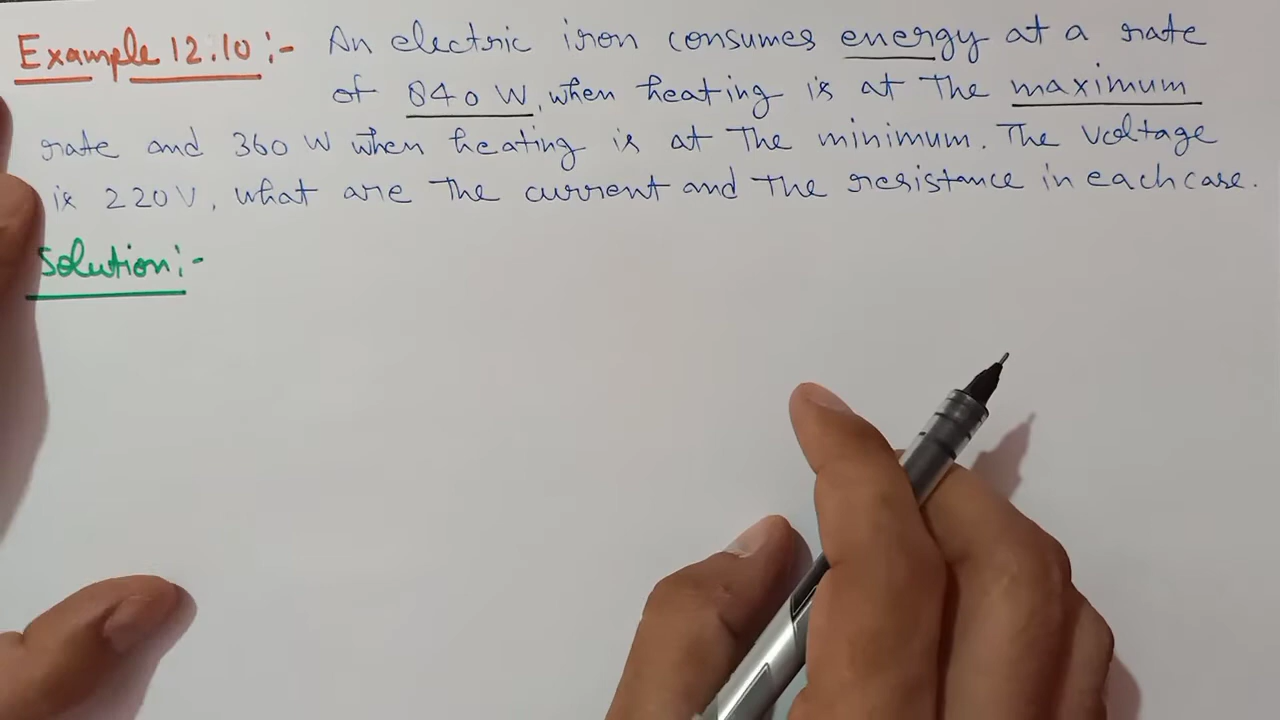 Example 12.10:- An electric iron consumes energy at a rate
of 840 W, when heating is at the maximum
rate and 360 W when heating is at the minimum. The voltage
is 220V, what are the current and the resistance in each case.
Solution:-